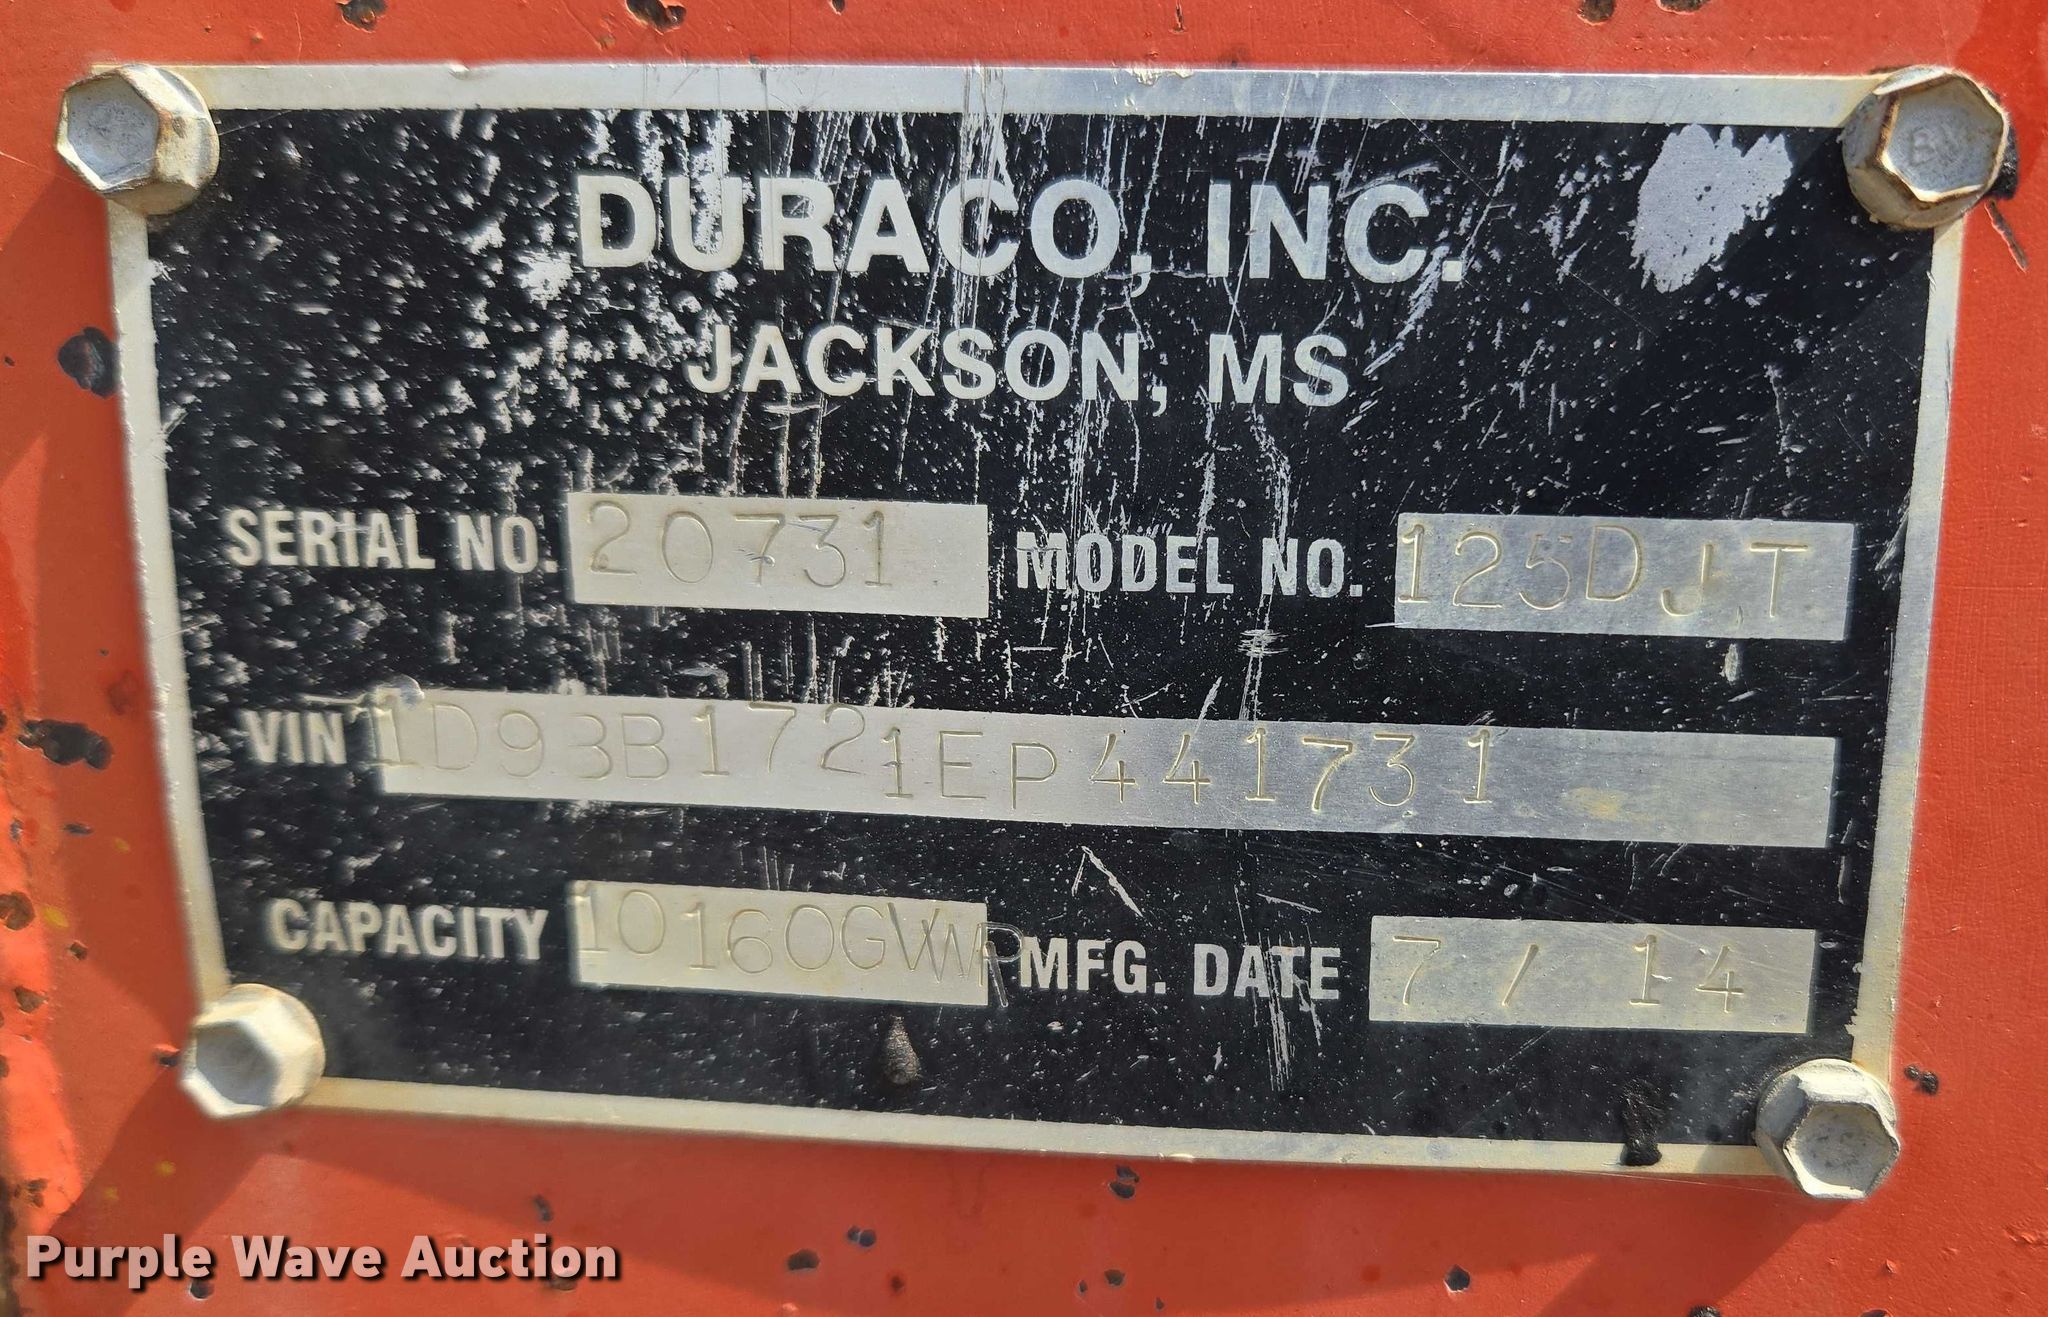 DURACO, INC.
JACKSON, MS
SERIAL NO. 20731 MODEL NO. 125DJT
VIN 1D93B1721EP441731
CAPACITY 10160GVWR MFG. DATE 7/14
Purple Wave Auction